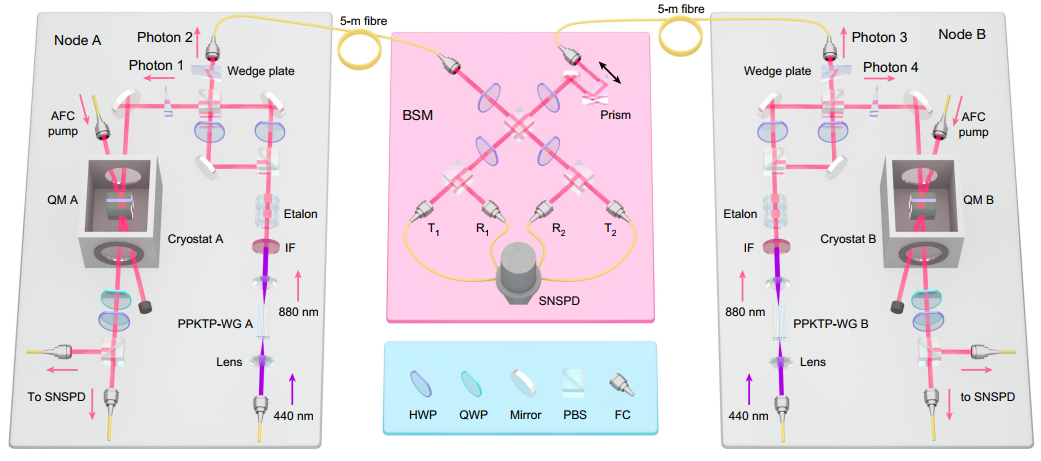 5-m fibre
5-m fibre
Node A
Photon 2
Photon 1
Wedge plate
AFC
pump
QM A
Cryostat A
Etalon
IF
880 nm
PPKTP-WG A
Lens
To SNSPD
440 nm
BSM
Prism
T1
R1
R2
T2
SNSPD
HWP
QWP
Mirror
PBS
FC
Photon 3
Node B
Wedge plate
Photon 4
AFC
pump
QM B
Etalon
Cryostat B
IF
880 nm
PPKTP-WG B
Lens
440 nm
to SNSPD